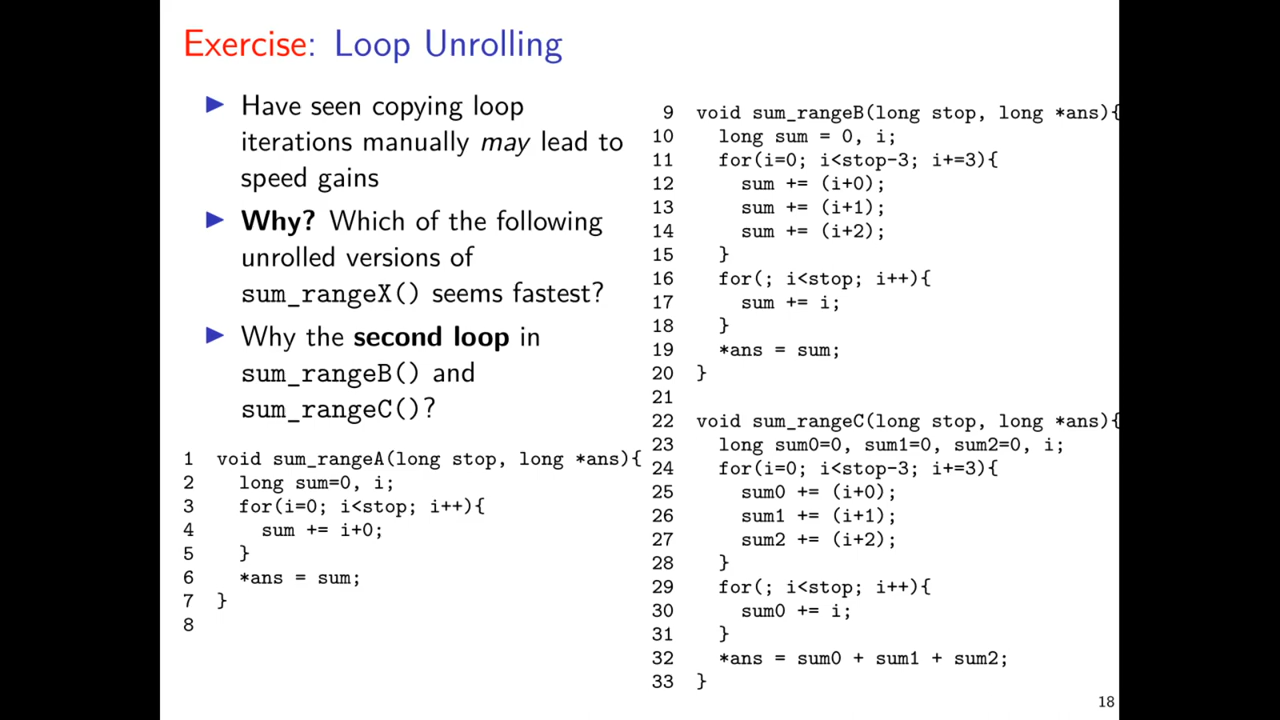 Exercise: Loop Unrolling
▶ Have seen copying loop
iterations manually may lead to
speed gains
▶ Why? Which of the following
unrolled versions of
sum_rangeX() seems fastest?
▶ Why the second loop in
sum_rangeB() and
sum_rangeC()?
1 void sum_rangeA(long stop, long *ans){
2 long sum=0, i;
3 for(i=0; i<stop; i++){
4 sum += i+0;
5 }
6 *ans = sum;
7 }
8
9 void sum_rangeB(long stop, long *ans){
10 long sum = 0, i;
11 for(i=0; i<stop-3; i+=3){
12 sum += (i+0);
13 sum += (i+1);
14 sum += (i+2);
15 }
16 for(; i<stop; i++){
17 sum += i;
18 }
19 *ans = sum;
20 }
21
22 void sum_rangeC(long stop, long *ans){
23 long sum0=0, sum1=0, sum2=0, i;
24 for(i=0; i<stop-3; i+=3){
25 sum0 += (i+0);
26 sum1 += (i+1);
27 sum2 += (i+2);
28 }
29 for(; i<stop; i++){
30 sum0 += i;
31 }
32 *ans = sum0 + sum1 + sum2;
33 }
18